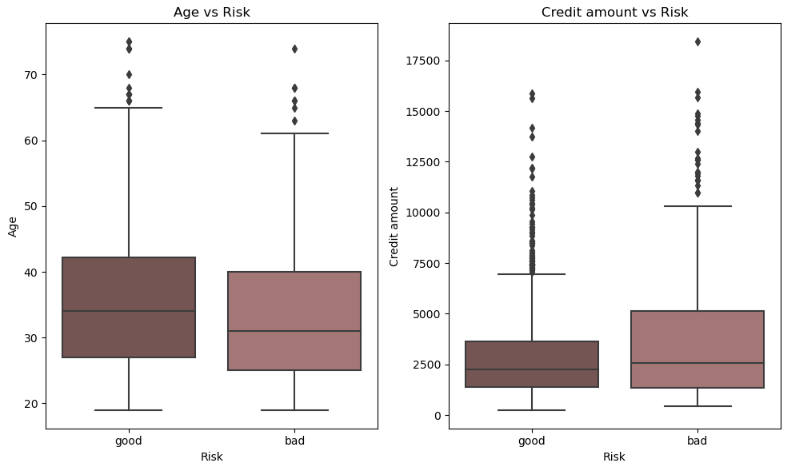 Age vs Risk
Age
70
60
50
40
30
20
good
bad
Risk
Credit amount vs Risk
Credit amount
17500
15000
12500
10000
7500
5000
2500
0
good
bad
Risk